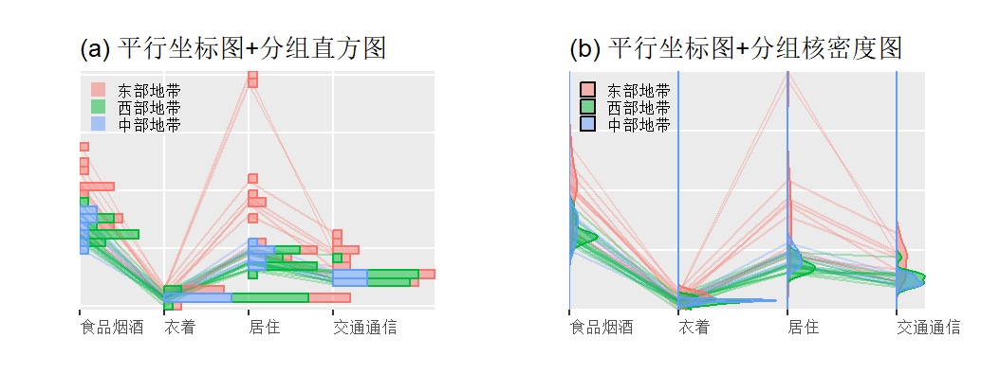 (a) 平行坐标图+分组直方图
东部地带
西部地带
中部地带
食品烟酒
衣着
居住
交通通信
(b) 平行坐标图+分组核密度图
东部地带
西部地带
中部地带
食品烟酒
衣着
居住
交通通信